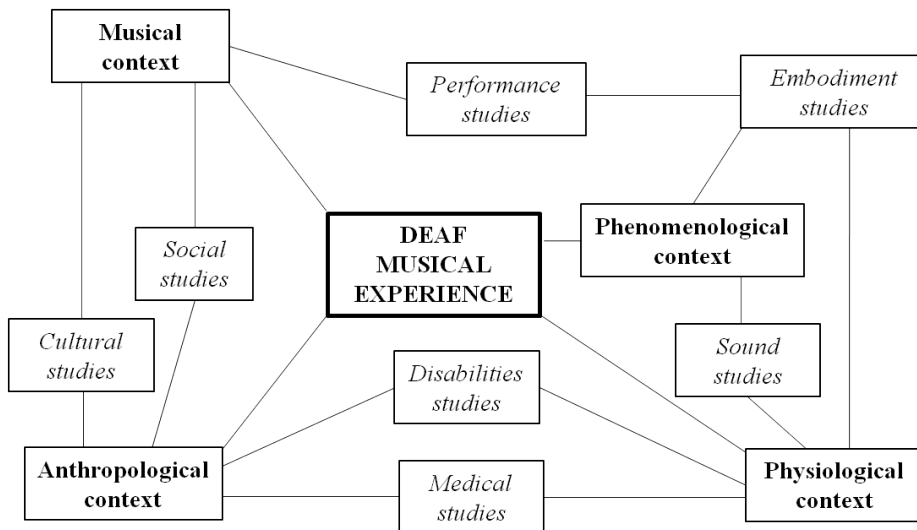 Musical
context
Performance
studies
Embodiment
studies
DEAF
MUSICAL
EXPERIENCE
Phenomenological
context
Social
studies
Cultural
studies
Disabilities
studies
Sound
studies
Anthropological
context
Medical
studies
Physiological
context